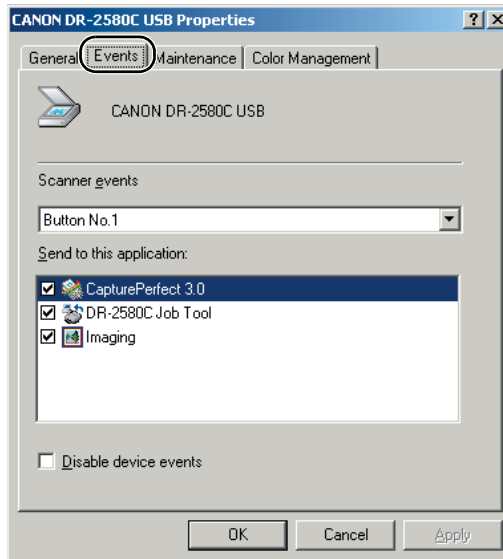 CANON DR-2580C USB Properties
General Events Maintenance Color Management
CANON DR-2580C USB
Scanner events
Button No.1
Send to this application:
CapturePerfect 3.0
DR-2580C Job Tool
Imaging
Disable device events
OK Cancel Apply